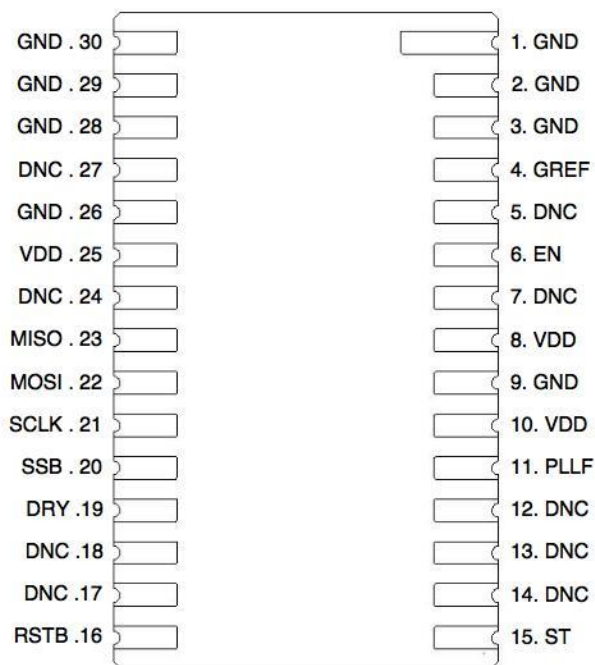 GND . 30 1. GND
GND . 29 2. GND
GND . 28 3. GND
DNC . 27 4. GREF
GND . 26 5. DNC
VDD . 25 6. EN
DNC . 24 7. DNC
MISO . 23 8. VDD
MOSI . 22 9. GND
SCLK . 21 10. VDD
SSB . 20 11. PLLF
DRY .19 12. DNC
DNC .18 13. DNC
DNC .17 14. DNC
RSTB .16 15. ST